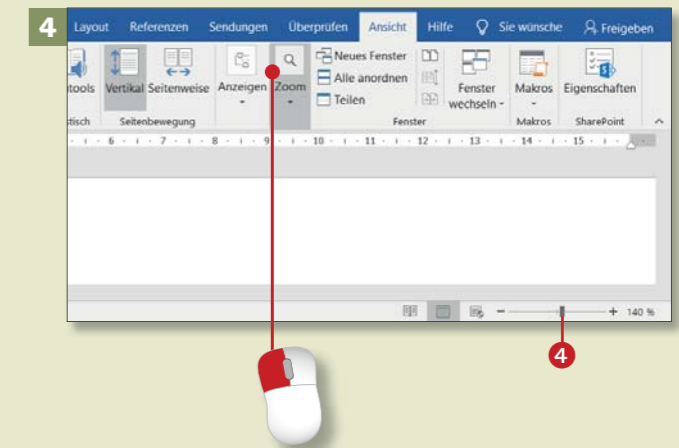 4
Layout Referenzen Sendungen Überprüfen Ansicht Hilfe Sie wünsche Freigeben
tools Vertikal Seitenweise Anzeigen Zoom Neues Fenster Alle anordnen Teilen Fenster wechseln Makros Eigenschaften
tisch Seitenbewegung Fenster Makros SharePoint
6 7 8 9 10 11 12 13 14 15
- + 140 %
4